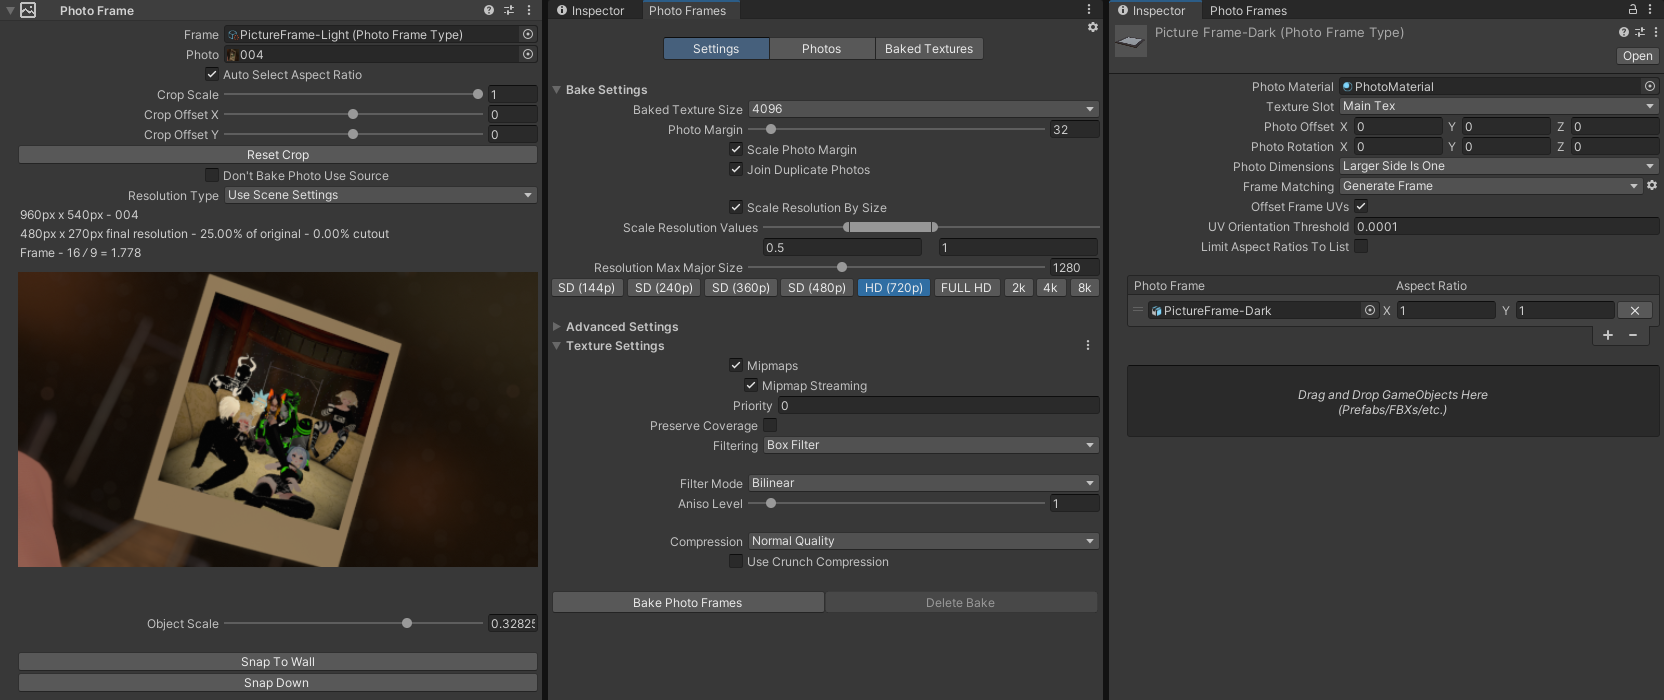 Photo Frame
Frame PictureFrame-Light (Photo Frame Type)
Photo 004
Auto Select Aspect Ratio
Crop Scale 1
Crop Offset X 0
Crop Offset Y 0
Reset Crop
Don't Bake Photo Use Source
Resolution Type Use Scene Settings
960px x 540px - 004
480px x 270px final resolution - 25.00% of original - 0.00% cutout
Frame - 16 / 9 = 1.778
Object Scale 0.32825
Snap To Wall
Snap Down
Inspector Photo Frames
Settings Photos Baked Textures
Bake Settings
Baked Texture Size 4096
Photo Margin 32
Scale Photo Margin
Join Duplicate Photos
Scale Resolution By Size
Scale Resolution Values
0.5 1
Resolution Max Major Size 1280
SD (144p) SD (240p) SD (360p) SD (480p) HD (720p) FULL HD 2k 4k 8k
Advanced Settings
Texture Settings
Mipmaps
Mipmap Streaming
Priority 0
Preserve Coverage
Filtering Box Filter
Filter Mode Bilinear
Aniso Level 1
Compression Normal Quality
Use Crunch Compression
Bake Photo Frames Delete Bake
Inspector Photo Frames
Picture Frame-Dark (Photo Frame Type)
Open
Photo Material PhotoMaterial
Texture Slot Main Tex
Photo Offset X 0 Y 0 Z 0
Photo Rotation X 0 Y 0 Z 0
Photo Dimensions Larger Side Is One
Frame Matching Generate Frame
Offset Frame UVs
UV Orientation Threshold 0.0001
Limit Aspect Ratios To List
Photo Frame Aspect Ratio
PictureFrame-Dark X 1 Y 1
Drag and Drop GameObjects Here
(Prefabs/FBXs/etc.)